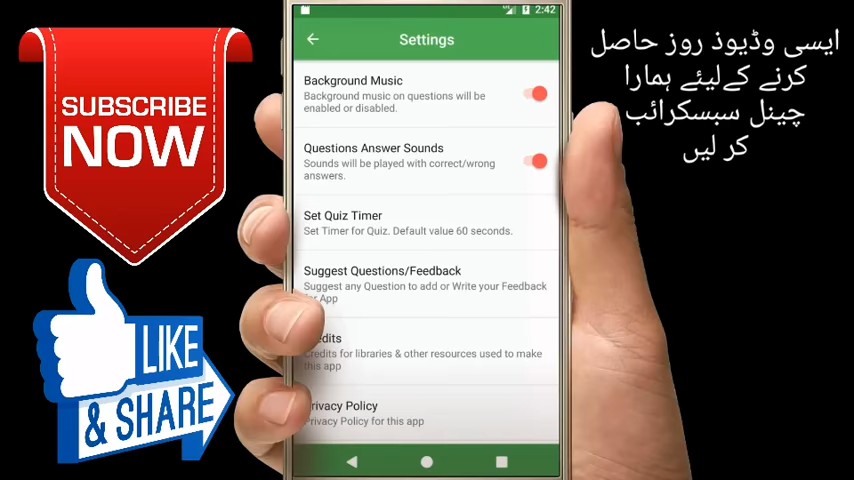 SUBSCRIBE
NOW
LIKE
& SHARE
2:42
Settings
Background Music
Background music on questions will be
enabled or disabled.
Questions Answer Sounds
Sounds will be played with correct/wrong
answers.
Set Quiz Timer
Set Timer for Quiz. Default value 60 seconds.
Suggest Questions/Feedback
Suggest any Question to add or Write your Feedback
App
Credits for libraries & other resources used to make
this app
Privacy Policy
Privacy Policy for this app
ایسی وڈیوذ روز حاصل
کرنے کےلیئے ہمارا
چینل سبسکرائب
کر لیں